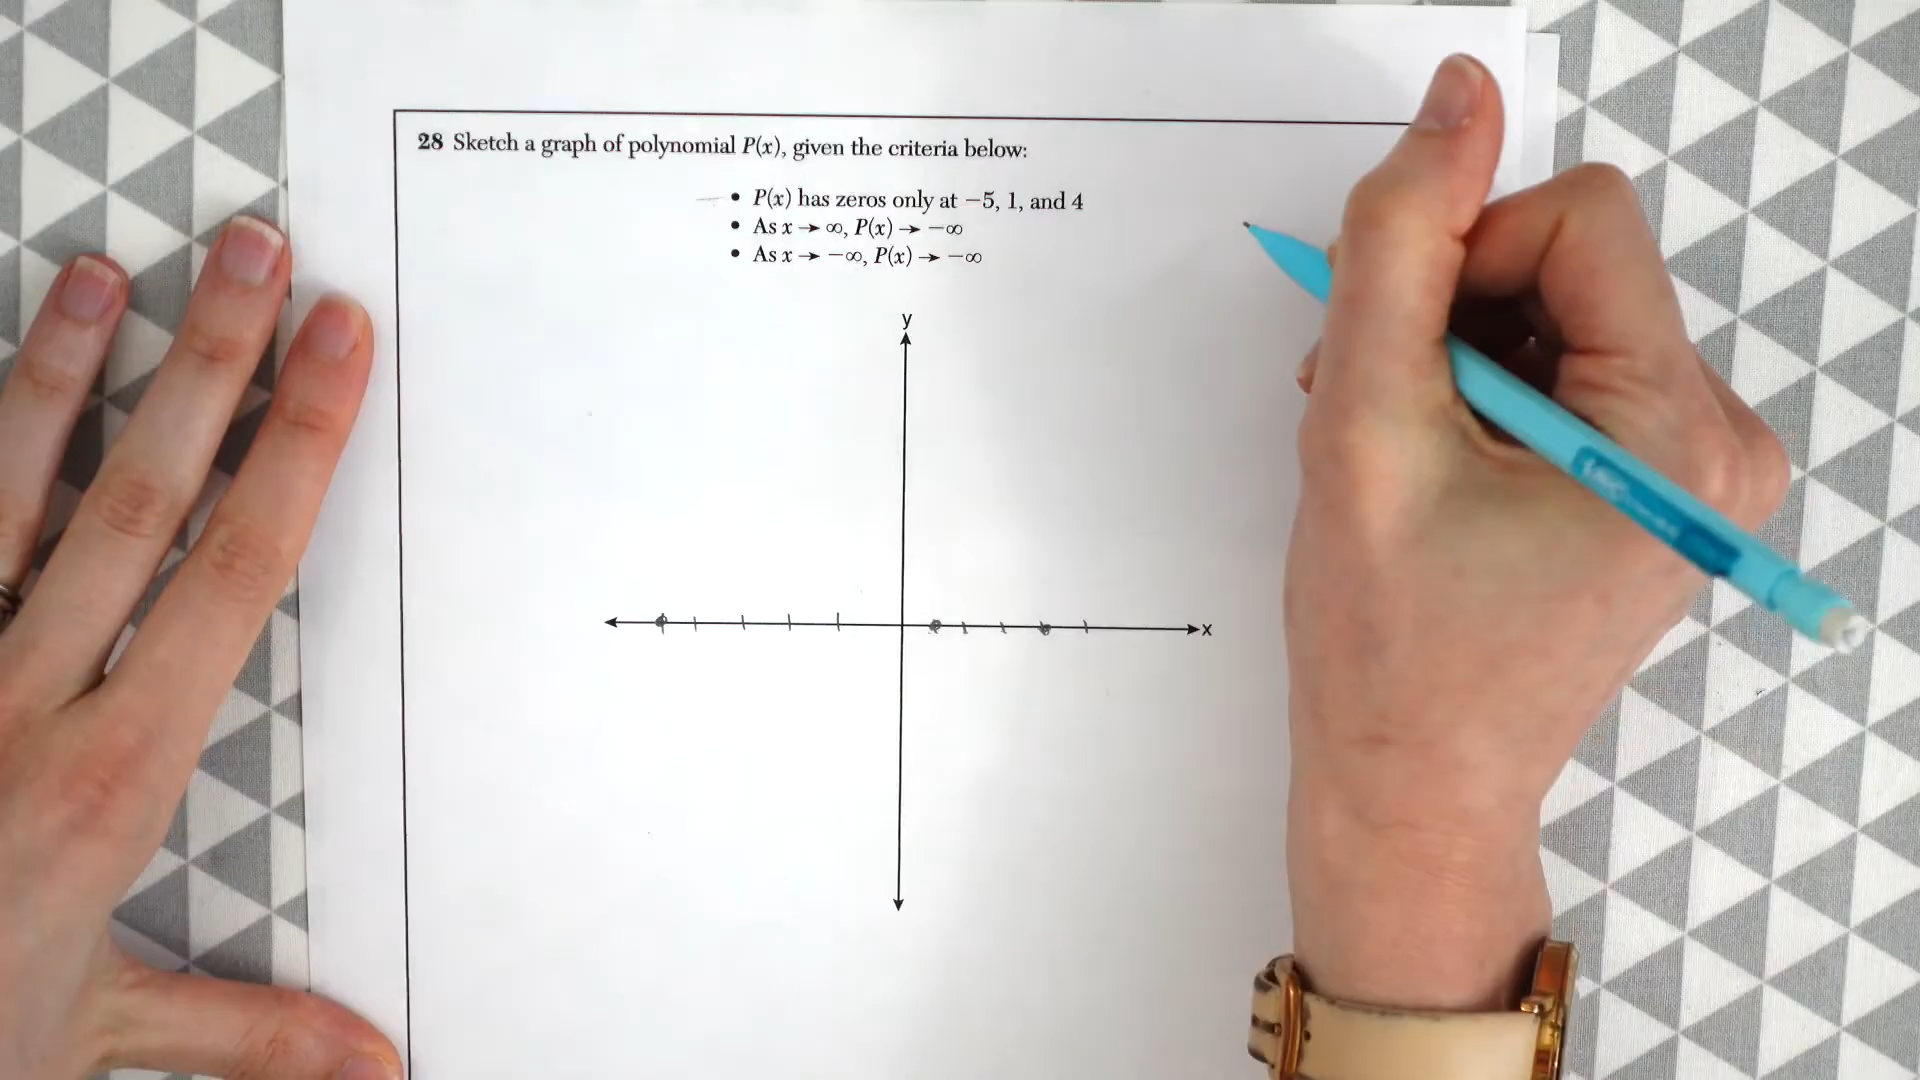 28 Sketch a graph of polynomial P(x), given the criteria below:
• P(x) has zeros only at −5, 1, and 4
• As x → ∞, P(x) → −∞
• As x → −∞, P(x) → −∞
y
x